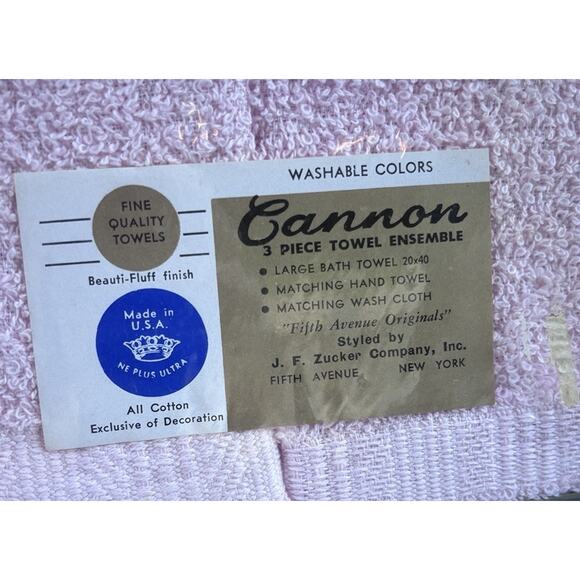 WASHABLE COLORS
FINE
QUALITY
TOWELS
Beauti-Fluff finish
Made in
U.S.A.
NE PLUS ULTRA
All Cotton
Exclusive of Decoration
Cannon
3 PIECE TOWEL ENSEMBLE
• LARGE BATH TOWEL 20x40
• MATCHING HAND TOWEL
• MATCHING WASH CLOTH
"Fifth Avenue Originals"
Styled by
J. F. Zucker Company, Inc.
FIFTH AVENUE NEW YORK